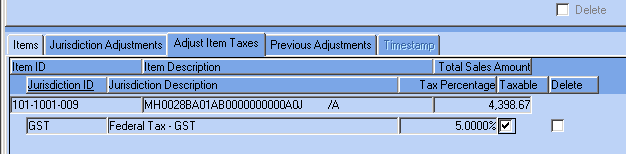 Delete
Items Jurisdiction Adjustments Adjust Item Taxes Previous Adjustments Timestamp
Item ID Item Description Total Sales Amount
Jurisdiction ID Jurisdiction Description Tax Percentage Taxable Delete
101-1001-009 MH0028BA01AB0000000000A0J /A 4,398.67
GST Federal Tax - GST 5.0000%